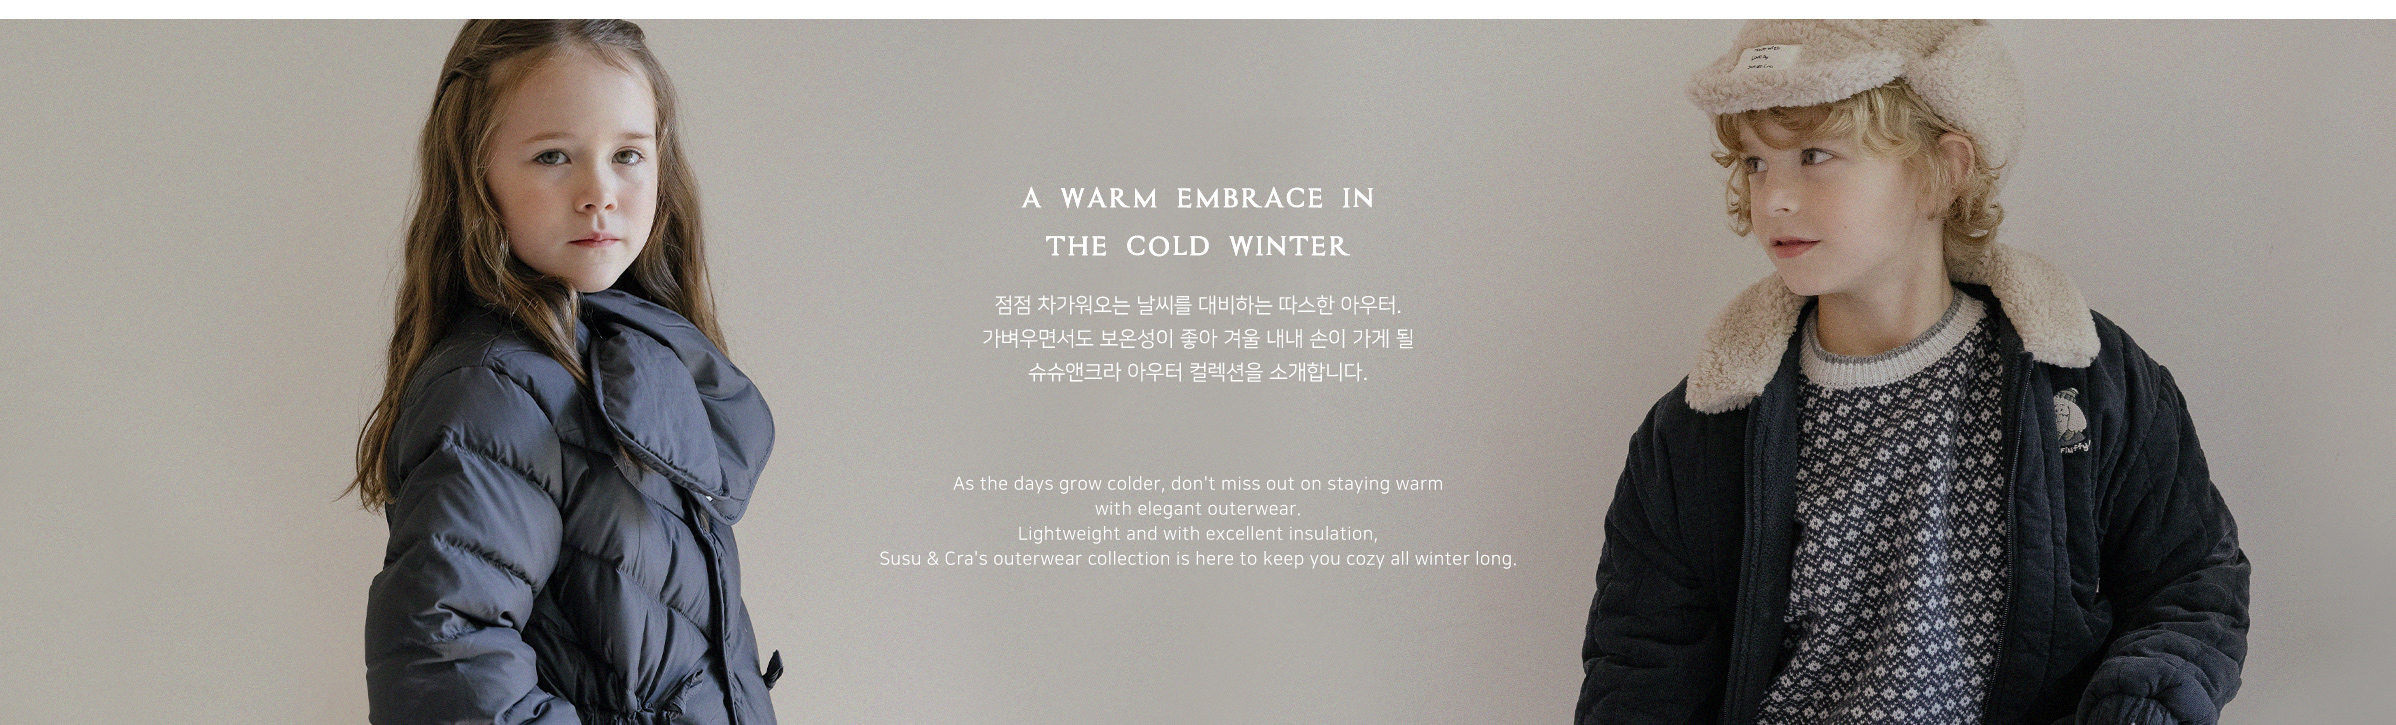 A WARM EMBRACE IN
THE COLD WINTER
점점 차가워오는 날씨를 대비하는 따스한 아우터.
가벼우면서도 보온성이 좋아 겨울 내내 손이 가게 될
슈슈앤크라 아우터 컬렉션을 소개합니다.
As the days grow colder, don't miss out on staying warm
with elegant outerwear.
Lightweight and with excellent insulation,
Susu & Cra's outerwear collection is here to keep you cozy all winter long.
Fluffy!